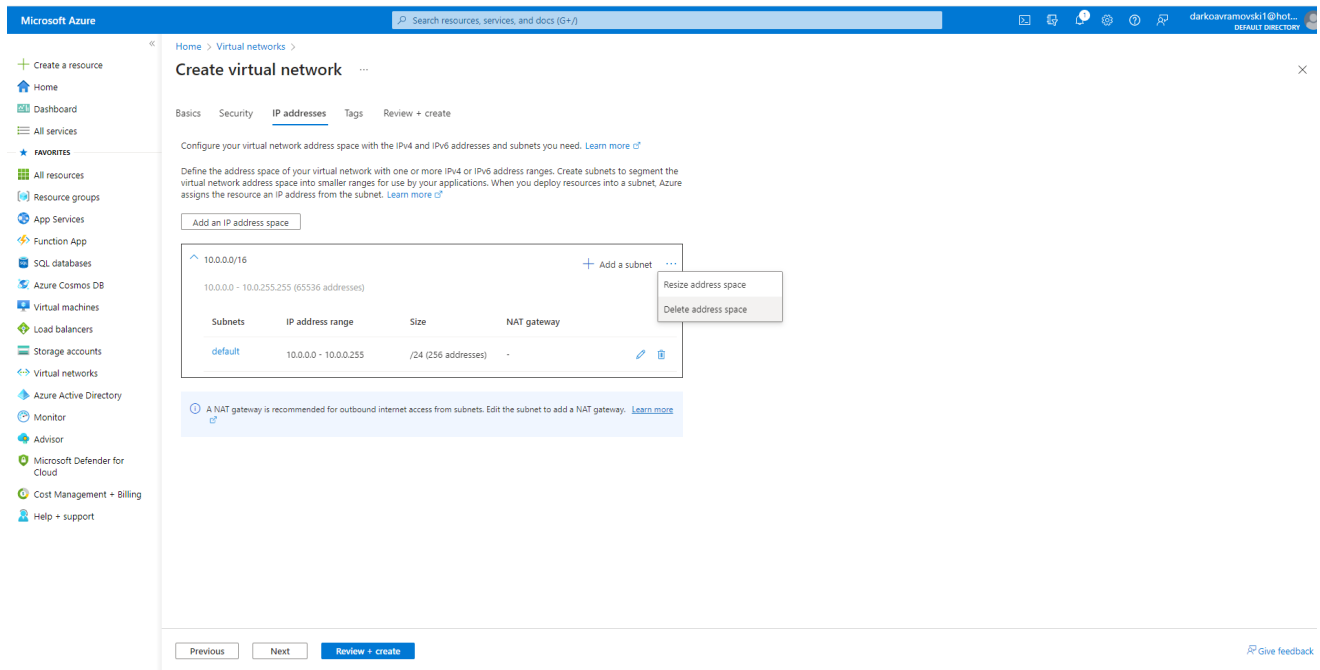 Microsoft Azure
Search resources, services, and docs (G+/)
1
darkoavramovski1@hot...
DEFAULT DIRECTORY
Create a resource
Home
Dashboard
All services
FAVORITES
All resources
Resource groups
App Services
Function App
SQL databases
Azure Cosmos DB
Virtual machines
Load balancers
Storage accounts
Virtual networks
Azure Active Directory
Monitor
Advisor
Microsoft Defender for
Cloud
Cost Management + Billing
Help + support
Home > Virtual networks >
Create virtual network ...
Basics Security IP addresses Tags Review + create
Configure your virtual network address space with the IPv4 and IPv6 addresses and subnets you need. Learn more
Define the address space of your virtual network with one or more IPv4 or IPv6 address ranges. Create subnets to segment the
virtual network address space into smaller ranges for use by your applications. When you deploy resources into a subnet, Azure
assigns the resource an IP address from the subnet. Learn more
Add an IP address space
10.0.0.0/16
+ Add a subnet ...
10.0.0.0 - 10.0.255.255 (65536 addresses)
Resize address space
Delete address space
Subnets IP address range Size NAT gateway
default 10.0.0.0 - 10.0.0.255 /24 (256 addresses) -
A NAT gateway is recommended for outbound internet access from subnets. Edit the subnet to add a NAT gateway. Learn more
Previous Next Review + create
Give feedback